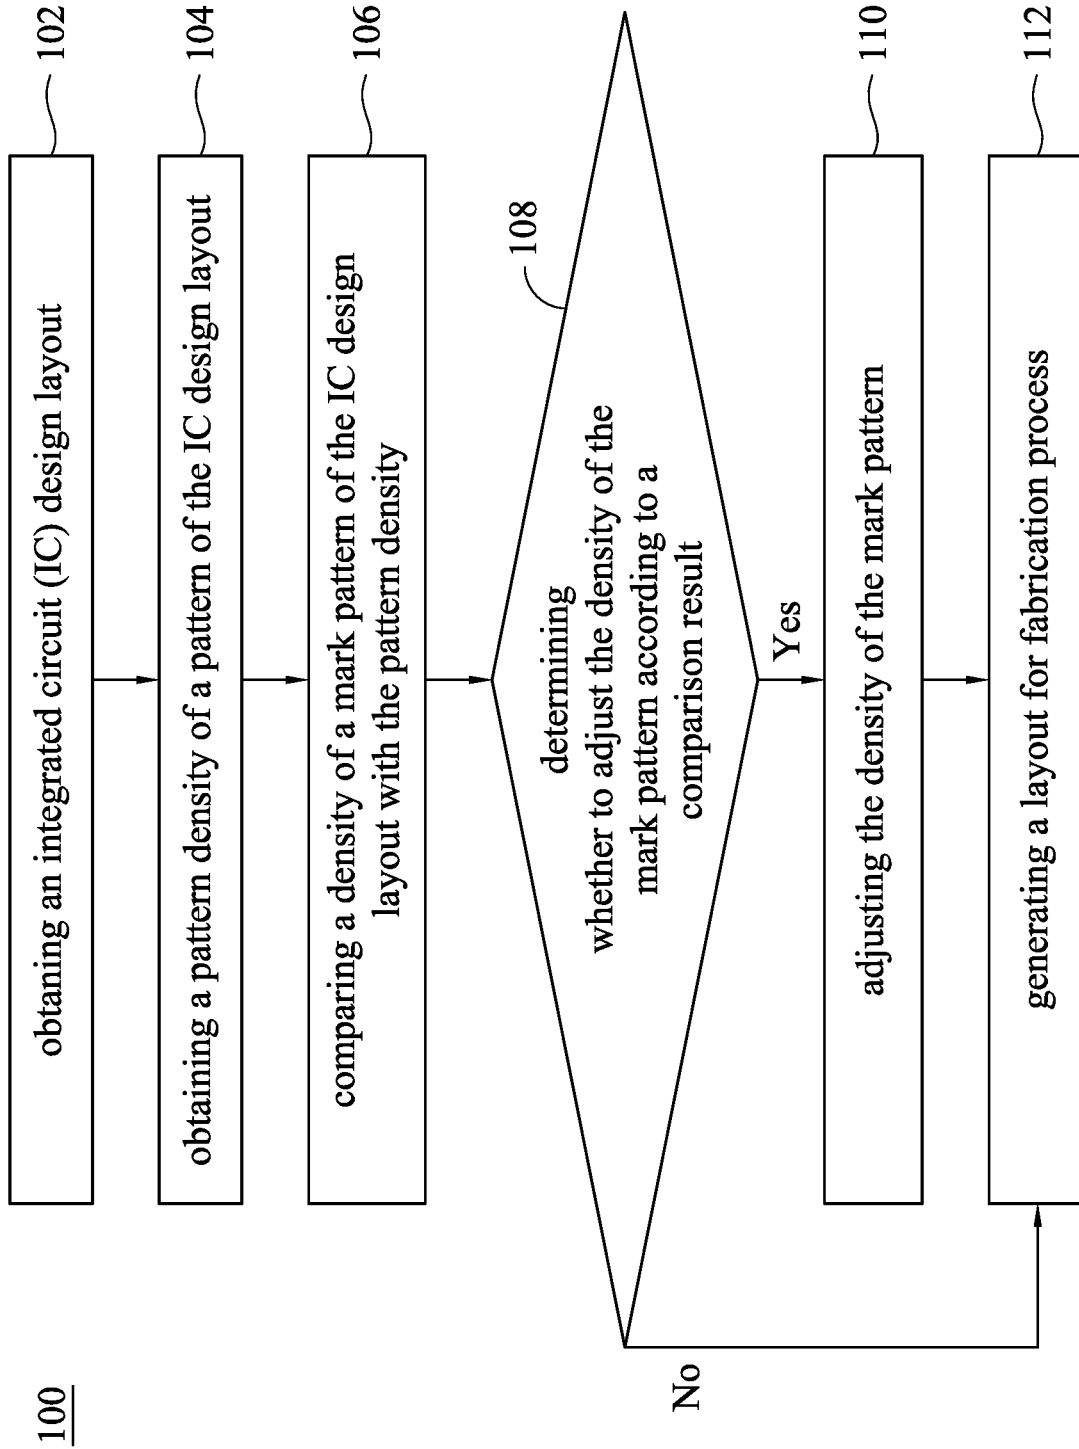 100
obtaning an integrated circuit (IC) design layout
102
obtaining a pattern density of a pattern of the IC design layout
104
comparing a density of a mark pattern of the IC design
layout with the pattern density
106
determining
whether to adjust the density of the
mark pattern according to a
comparison result
108
No
Yes
adjusting the density of the mark pattern
110
generating a layout for fabrication process
112